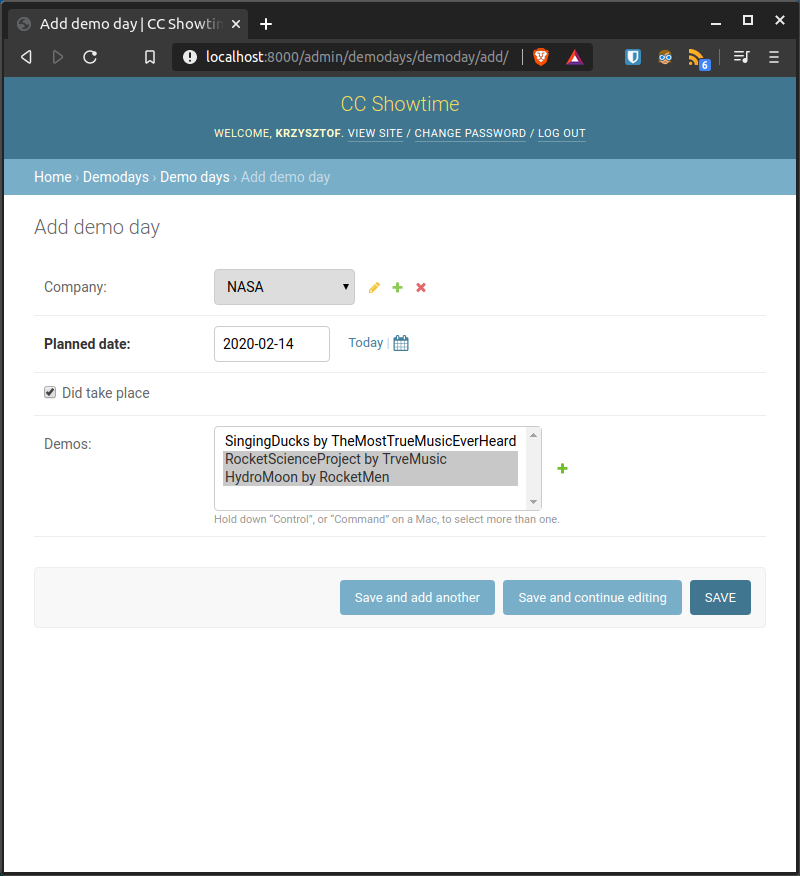 Add demo day | CC Showtim
localhost:8000/admin/demodays/demoday/add/
6
CC Showtime
WELCOME, KRZYSZTOF. VIEW SITE / CHANGE PASSWORD / LOG OUT
Home › Demodays › Demo days › Add demo day
Add demo day
Company: NASA
Planned date: 2020-02-14 Today |
Did take place
Demos: SingingDucks by TheMostTrueMusicEverHeard
RocketScienceProject by TrveMusic
HydroMoon by RocketMen
Hold down “Control”, or “Command” on a Mac, to select more than one.
Save and add another Save and continue editing SAVE